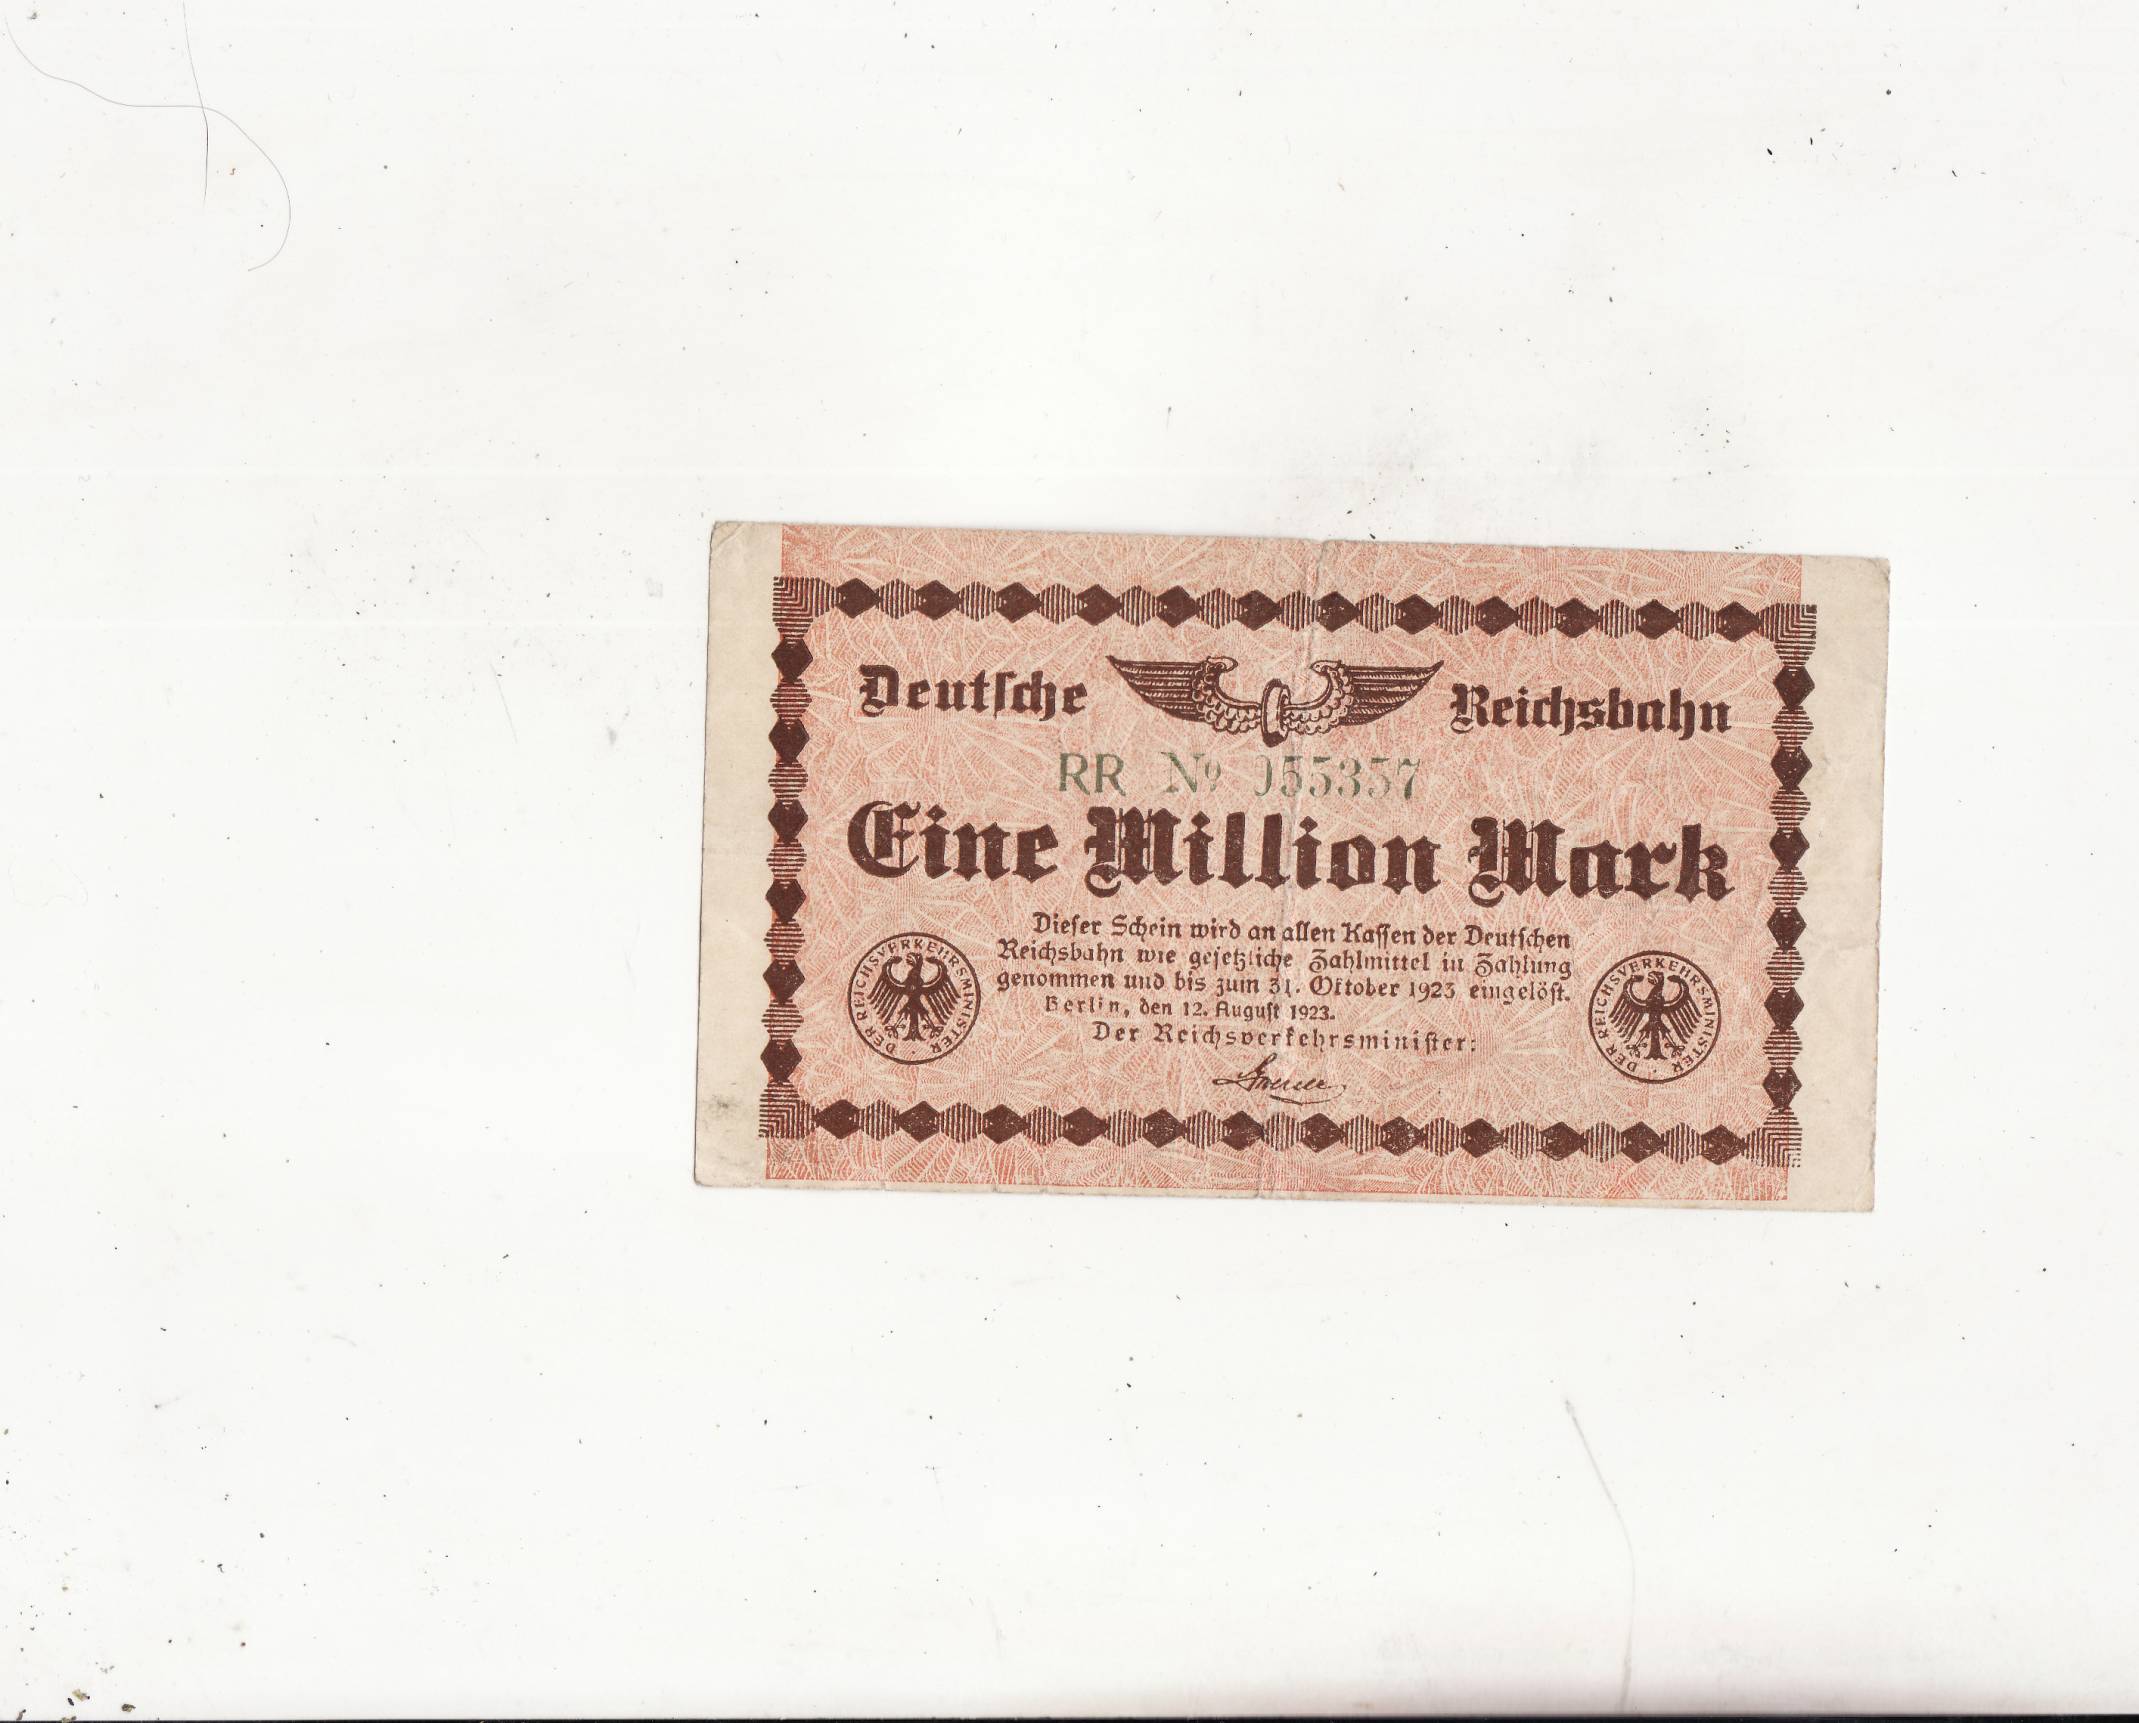 Deutſche Reichsbahn
RR № 055357
Eine Million Mark
Dieſer Schein wird an allen Kaſſen der Deutſchen
Reichsbahn wie geſetzliche Zahlmittel in Zahlung
genommen und bis zum 31. Oktober 1923 eingelöſt.
Berlin, den 12. Auguſt 1923.
Der Reichsverkehrsminiſter:
DER REICHSVERKEHRSMINISTER
DER REICHSVERKEHRSMINISTER